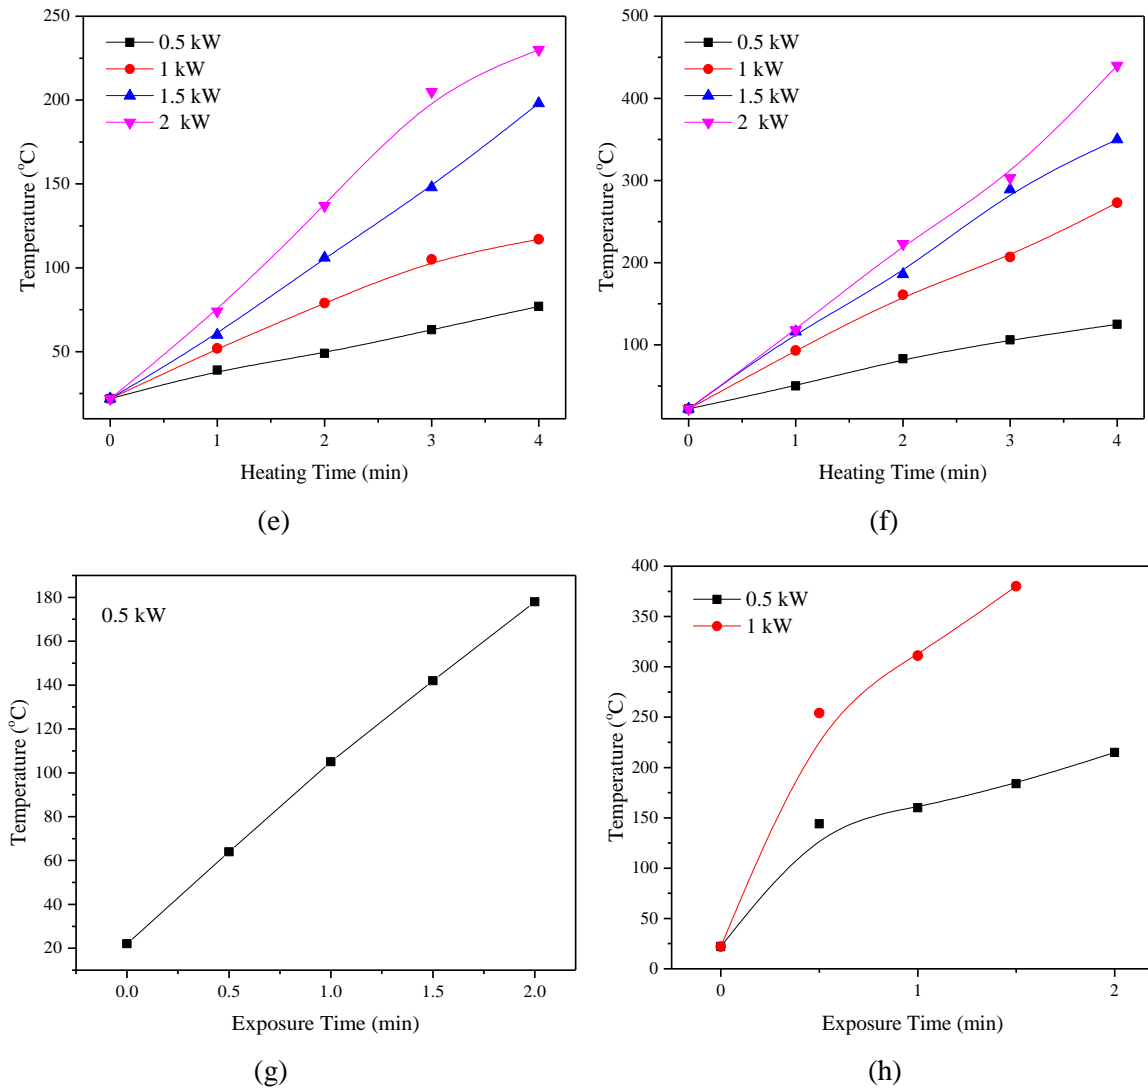 250
200
150
100
50
0 1 2 3 4
Temperature (°C)
Heating Time (min)
0.5 kW
1 kW
1.5 kW
2 kW
(e)
500
400
300
200
100
0 1 2 3 4
Temperature (°C)
Heating Time (min)
0.5 kW
1 kW
1.5 kW
2 kW
(f)
180
160
140
120
100
80
60
40
20
0.0 0.5 1.0 1.5 2.0
Temperature (°C)
Exposure Time (min)
0.5 kW
(g)
400
350
300
250
200
150
100
50
0
0 1 2
Temperature (°C)
Exposure Time (min)
0.5 kW
1 kW
(h)